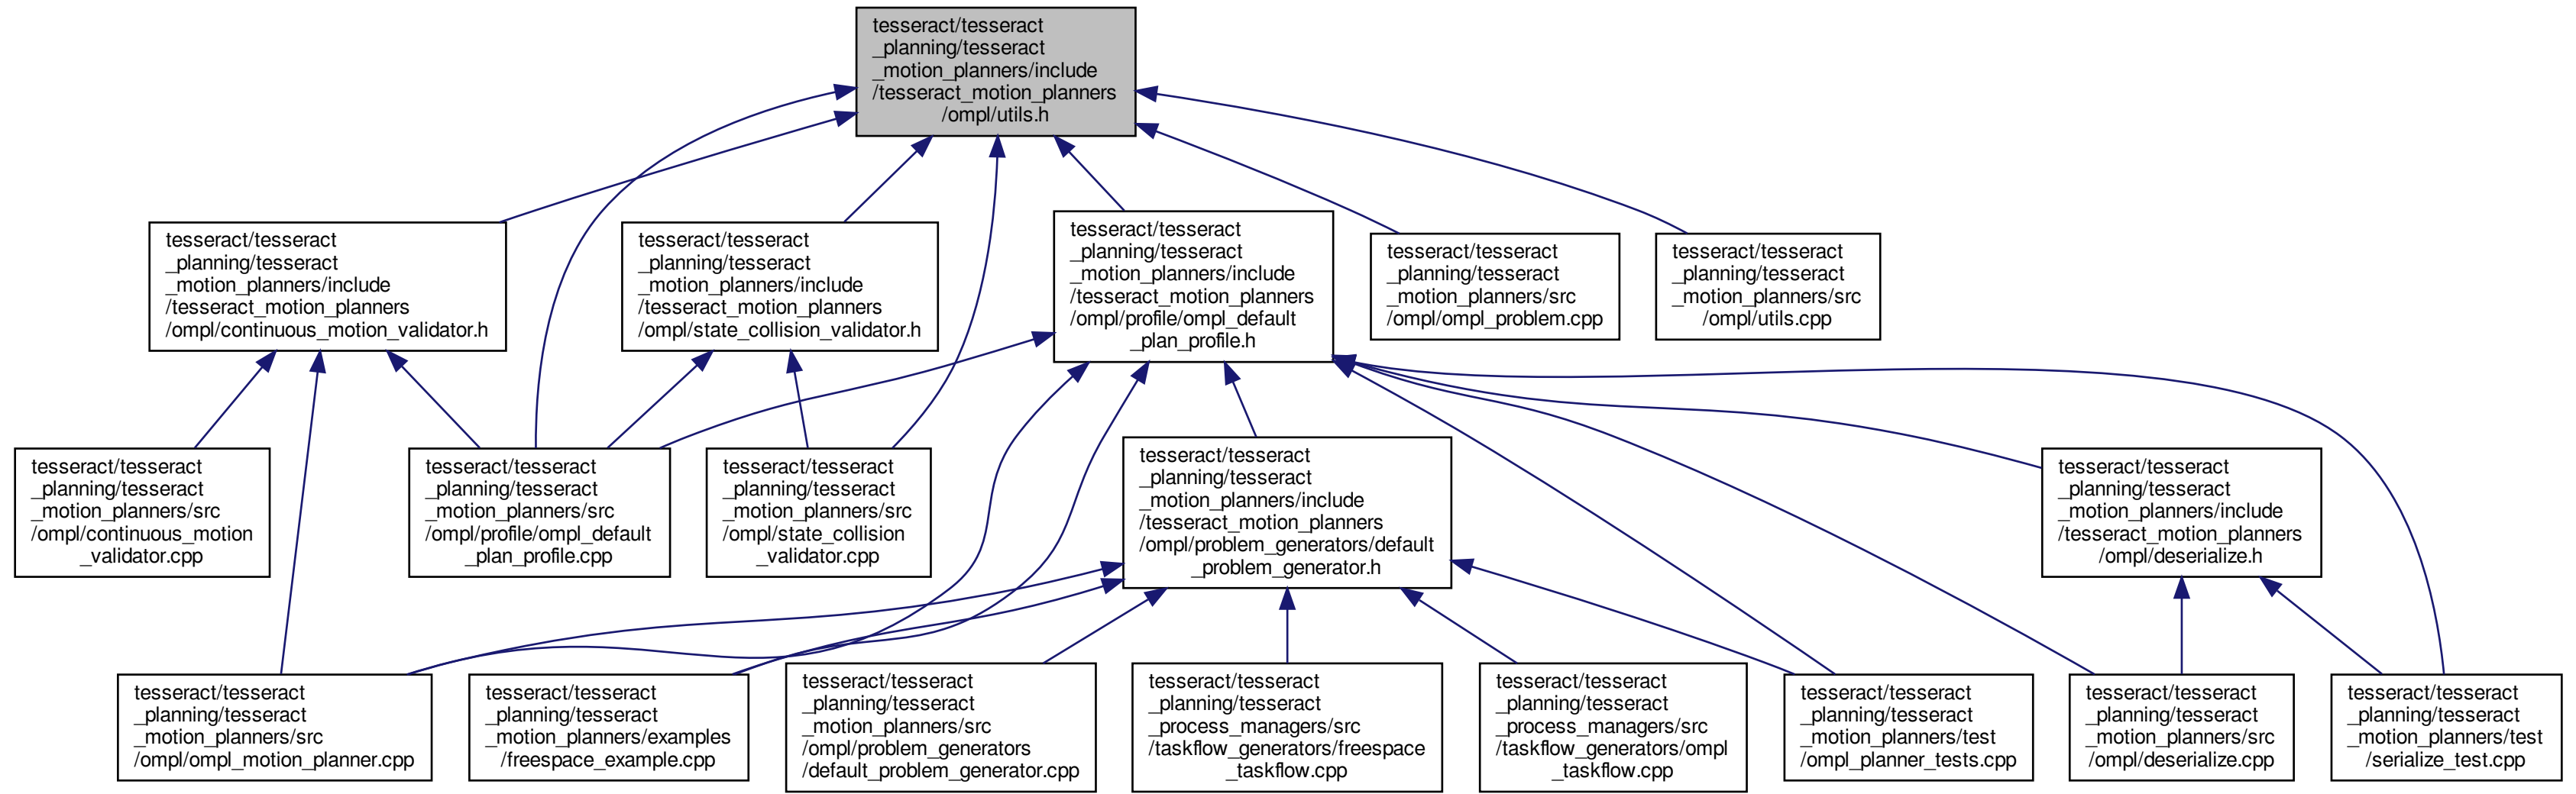 tesseract/tesseract
_planning/tesseract
_motion_planners/include
/tesseract_motion_planners
/ompl/utils.h
tesseract/tesseract
_planning/tesseract
_motion_planners/include
/tesseract_motion_planners
/ompl/continuous_motion_validator.h
tesseract/tesseract
_planning/tesseract
_motion_planners/include
/tesseract_motion_planners
/ompl/state_collision_validator.h
tesseract/tesseract
_planning/tesseract
_motion_planners/include
/tesseract_motion_planners
/ompl/profile/ompl_default
_plan_profile.h
tesseract/tesseract
_planning/tesseract
_motion_planners/src
/ompl/ompl_problem.cpp
tesseract/tesseract
_planning/tesseract
_motion_planners/src
/ompl/utils.cpp
tesseract/tesseract
_planning/tesseract
_motion_planners/src
/ompl/continuous_motion
_validator.cpp
tesseract/tesseract
_planning/tesseract
_motion_planners/src
/ompl/profile/ompl_default
_plan_profile.cpp
tesseract/tesseract
_planning/tesseract
_motion_planners/src
/ompl/state_collision
_validator.cpp
tesseract/tesseract
_planning/tesseract
_motion_planners/include
/tesseract_motion_planners
/ompl/problem_generators/default
_problem_generator.h
tesseract/tesseract
_planning/tesseract
_motion_planners/include
/tesseract_motion_planners
/ompl/deserialize.h
tesseract/tesseract
_planning/tesseract
_motion_planners/src
/ompl/ompl_motion_planner.cpp
tesseract/tesseract
_planning/tesseract
_motion_planners/examples
/freespace_example.cpp
tesseract/tesseract
_planning/tesseract
_motion_planners/src
/ompl/problem_generators
/default_problem_generator.cpp
tesseract/tesseract
_planning/tesseract
_process_managers/src
/taskflow_generators/freespace
_taskflow.cpp
tesseract/tesseract
_planning/tesseract
_process_managers/src
/taskflow_generators/ompl
_taskflow.cpp
tesseract/tesseract
_planning/tesseract
_motion_planners/test
/ompl_planner_tests.cpp
tesseract/tesseract
_planning/tesseract
_motion_planners/src
/ompl/deserialize.cpp
tesseract/tesseract
_planning/tesseract
_motion_planners/test
/serialize_test.cpp